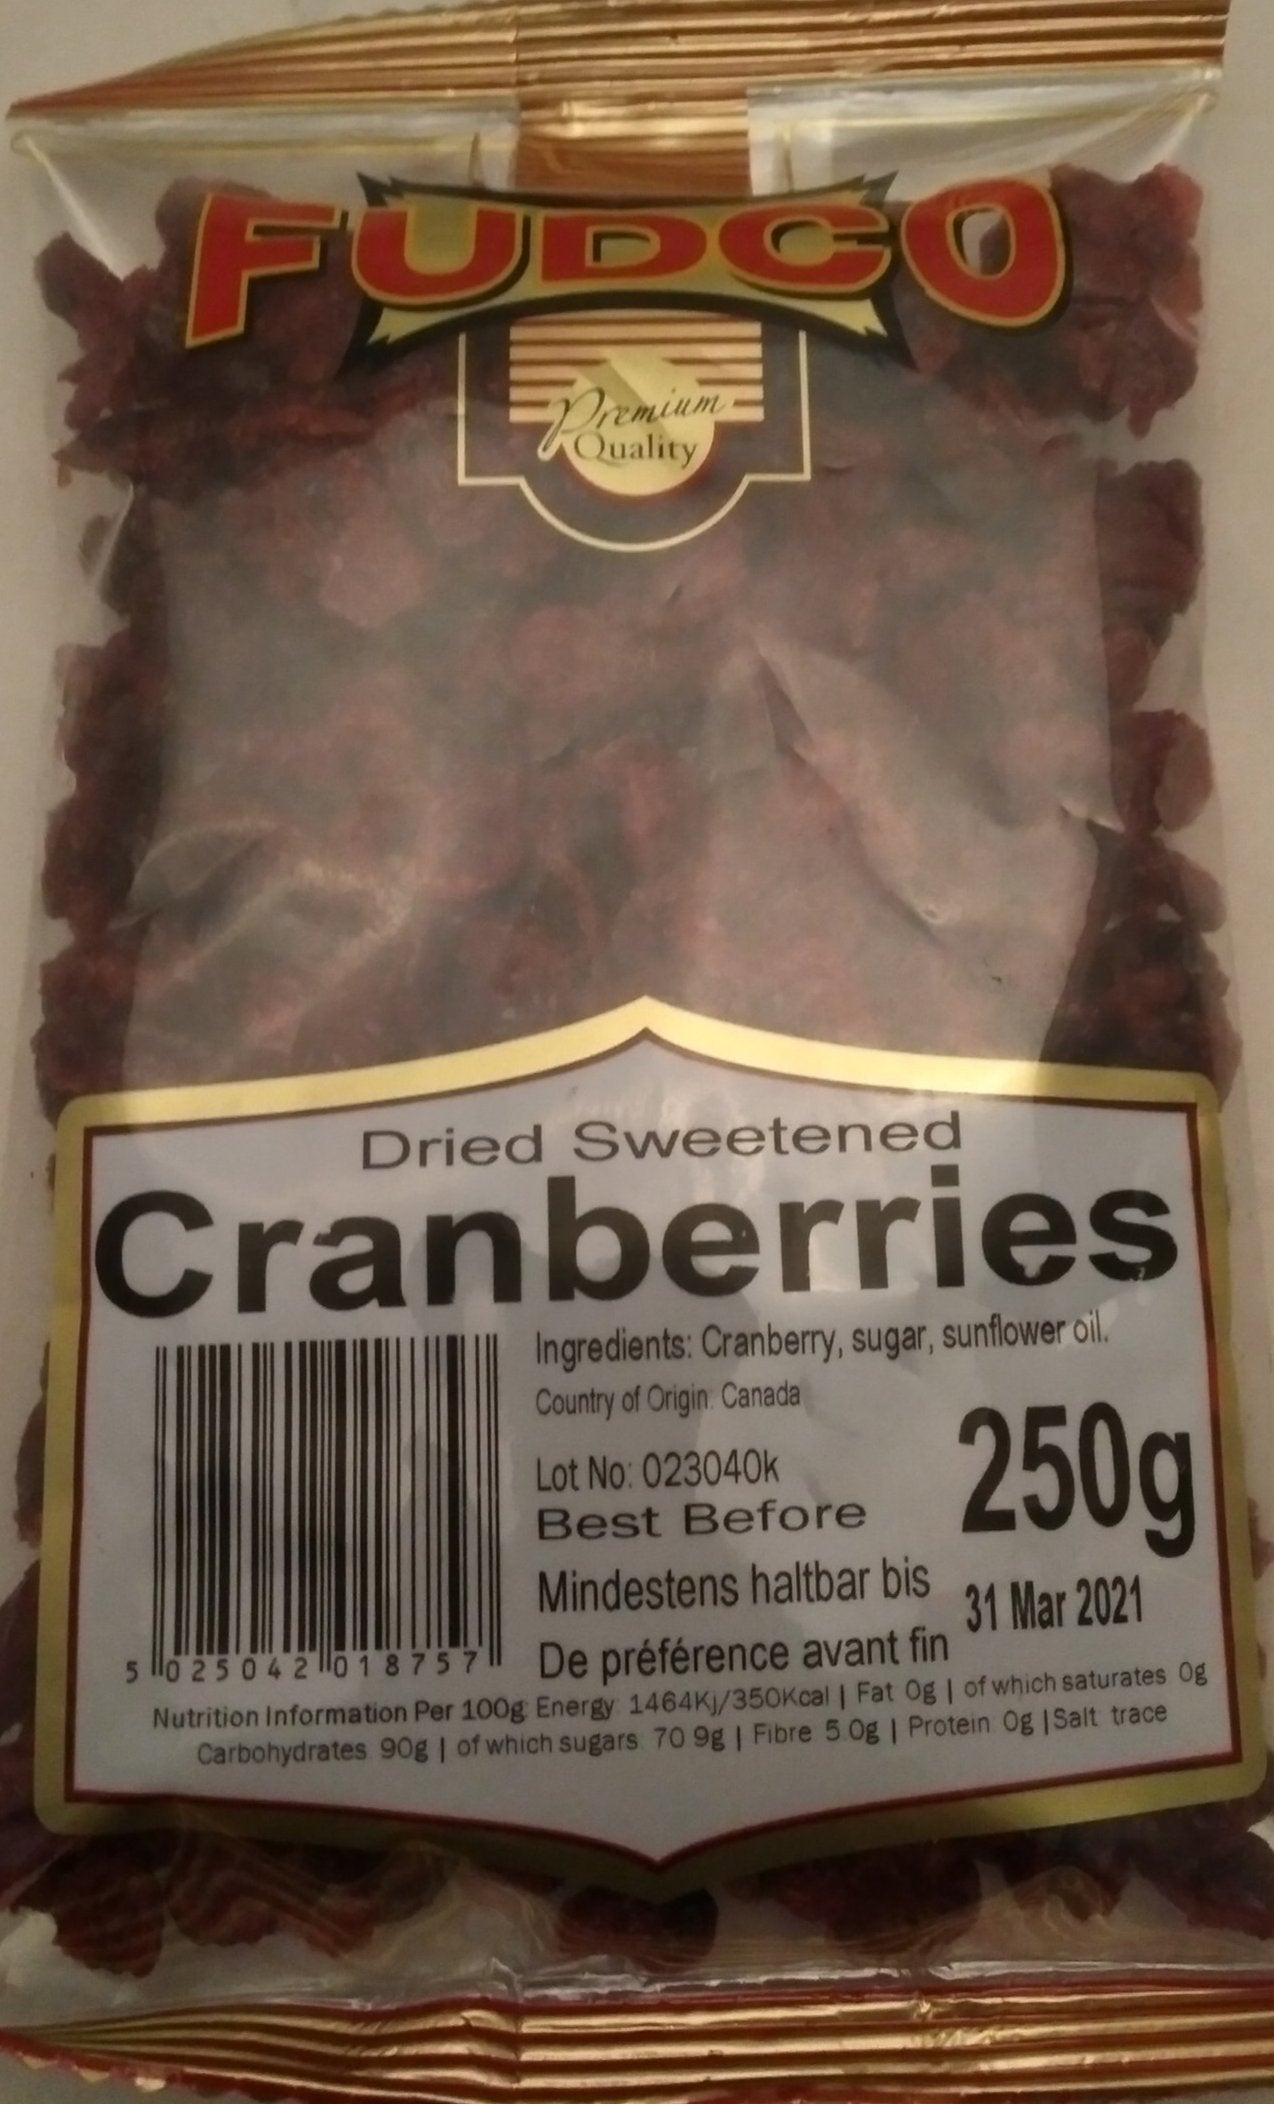 FUDCO
Premium
Quality
Dried Sweetened
Cranberries
Ingredients: Cranberry, sugar, sunflower oil.
Country of Origin: Canada
250g
Lot No: 023040k
Best Before
Mindestens haltbar bis 31 Mar 2021
De préférence avant fin
5 025042 018757
Nutrition Information Per 100g: Energy 1464Kj/350Kcal | Fat 0g | of which saturates 0g
Carbohydrates 90g | of which sugars 70.9g | Fibre 5.0g | Protein 0g | Salt trace